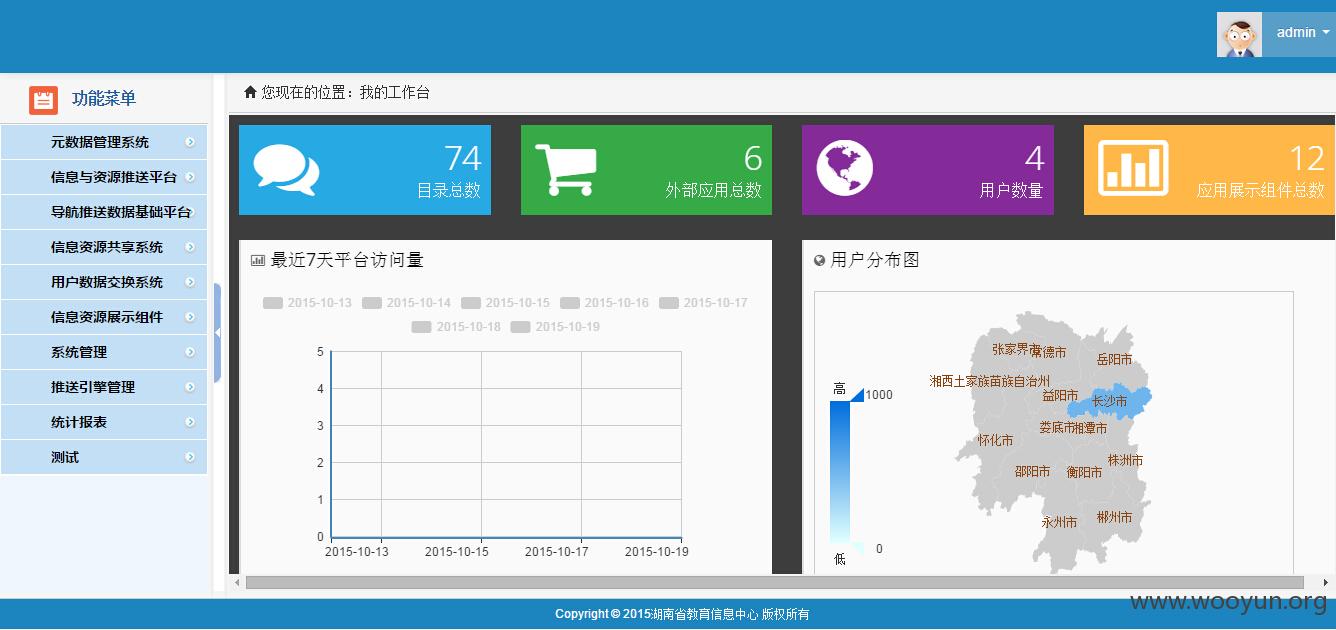 admin
功能菜单
您现在的位置：我的工作台
元数据管理系统
信息与资源推送平台
导航推送数据基础平台
信息资源共享系统
用户数据交换系统
信息资源展示组件
系统管理
推送引擎管理
统计报表
测试
74
目录总数
6
外部应用总数
4
用户数量
12
应用展示组件总数
最近7天平台访问量
2015-10-13 2015-10-14 2015-10-15 2015-10-16 2015-10-17
2015-10-18 2015-10-19
5
4
3
2
1
0
2015-10-13 2015-10-15 2015-10-17 2015-10-19
用户分布图
高
1000
0
低
张家界市
常德市
岳阳市
湘西土家族苗族自治州
益阳市
长沙市
娄底市
湘潭市
怀化市
株洲市
邵阳市
衡阳市
永州市
郴州市
www.wooyun.org
Copyright © 2015湖南省教育信息中心 版权所有